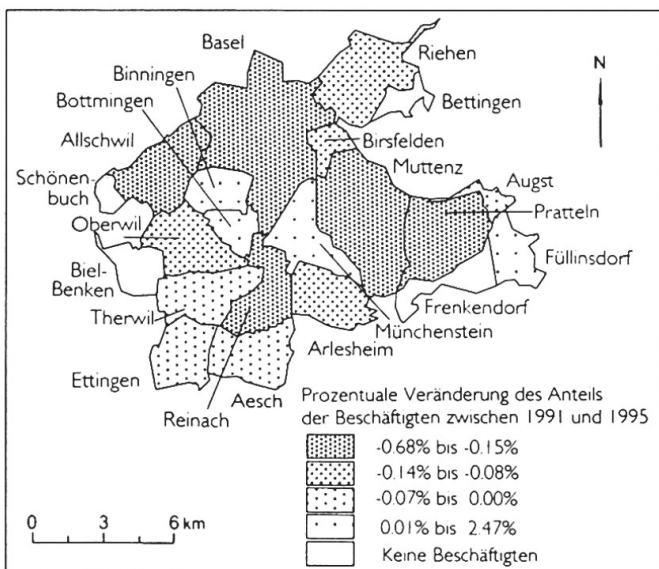 Basel
Riehen
N
Binningen
Bettingen
Bottmingen
Birsfelden
Allschwil
Muttenz
Schönen-
buch
Augst
Pratteln
Oberwil
Füllinsdorf
Biel-
Benken
Frenkendorf
Therwil
Münchenstein
Arlesheim
Ettingen
Aesch
Reinach
Prozentuale Veränderung des Anteils
der Beschäftigten zwischen 1991 und 1995
-0.68% bis -0.15%
-0.14% bis -0.08%
-0.07% bis 0.00%
0.01% bis 2.47%
Keine Beschäftigten
0 3 6 km